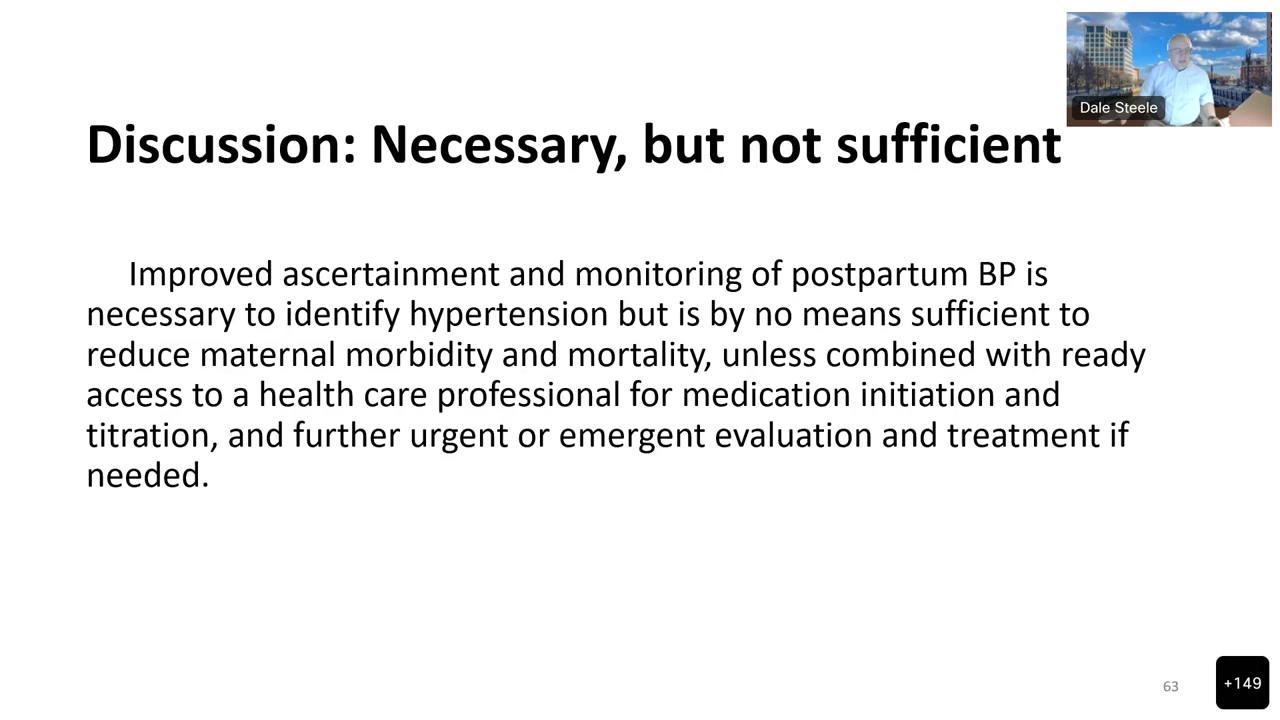 Dale Steele
Discussion: Necessary, but not sufficient
Improved ascertainment and monitoring of postpartum BP is
necessary to identify hypertension but is by no means sufficient to
reduce maternal morbidity and mortality, unless combined with ready
access to a health care professional for medication initiation and
titration, and further urgent or emergent evaluation and treatment if
needed.
63
+149